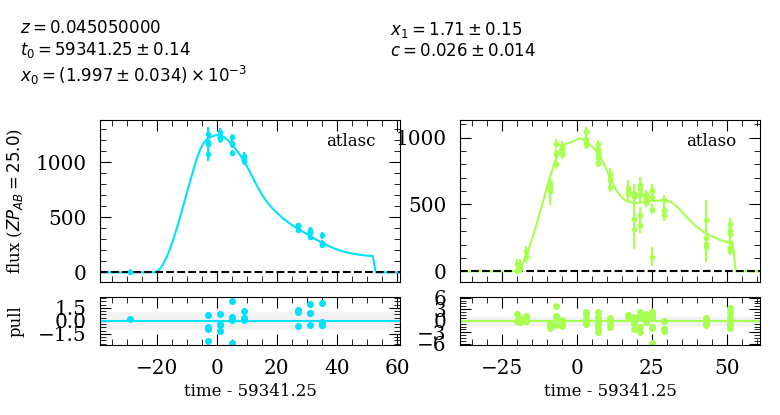 z = 0.045050000
t₀ = 59341.25 ± 0.14
x₀ = (1.997 ± 0.034) × 10⁻³
x₁ = 1.71 ± 0.15
c = 0.026 ± 0.014
flux (ZP_AB = 25.0)
1000
500
0
atlasc
1000
500
0
atlaso
pull
1.5
0.0
−1.5
−20 0 20 40 60
time - 59341.25
6
3
0
−3
−6
−25 0 25 50
time - 59341.25